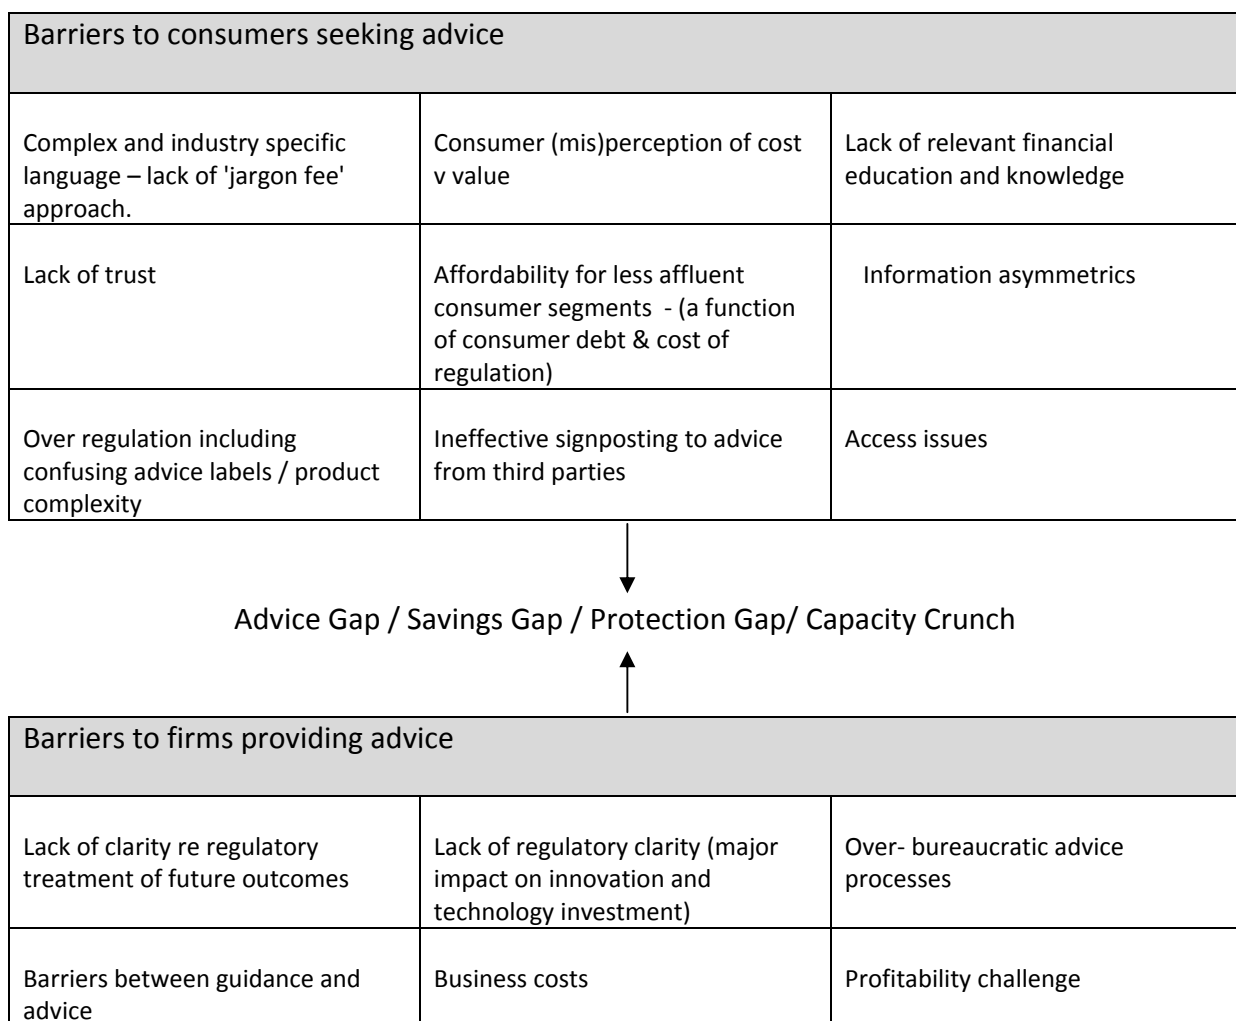 Barriers to consumers seeking advice
Complex and industry specific
language – lack of 'jargon fee'
approach.
Consumer (mis)perception of cost
v value
Lack of relevant financial
education and knowledge
Lack of trust
Affordability for less affluent
consumer segments - (a function
of consumer debt & cost of
regulation)
Information asymmetrics
Over regulation including
confusing advice labels / product
complexity
Ineffective signposting to advice
from third parties
Access issues
Advice Gap / Savings Gap / Protection Gap/ Capacity Crunch
Barriers to firms providing advice
Lack of clarity re regulatory
treatment of future outcomes
Lack of regulatory clarity (major
impact on innovation and
technology investment)
Over- bureaucratic advice
processes
Barriers between guidance and
advice
Business costs
Profitability challenge